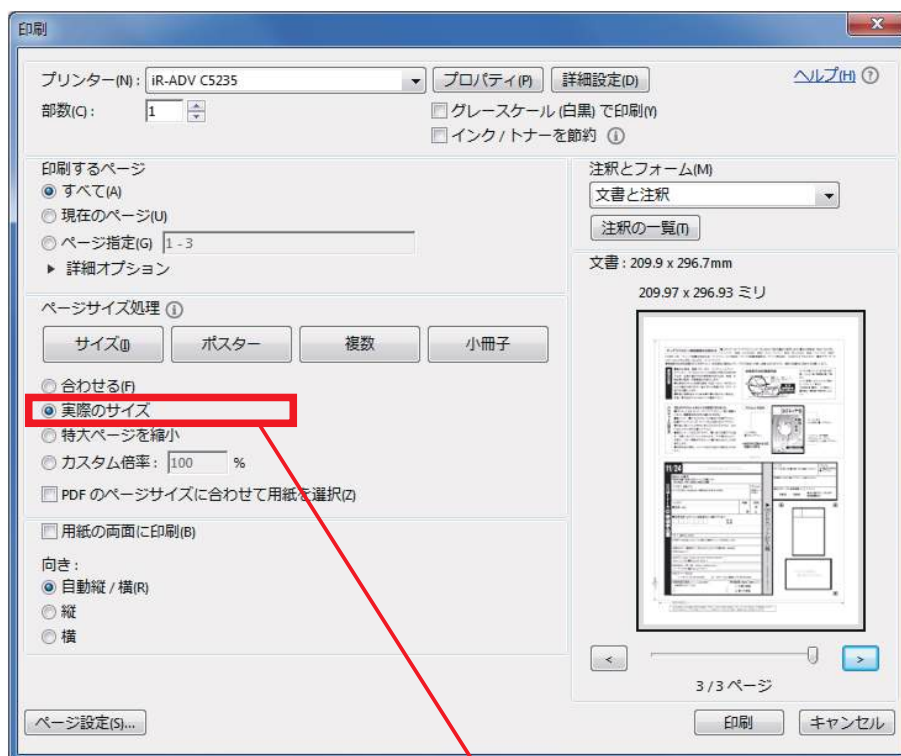 印刷
プリンター(N): iR-ADV C5235 プロパティ(P) 詳細設定(D) ヘルプ(H)
部数(C): 1 グレースケール (白黒) で印刷(Y)
インク / トナーを節約
印刷するページ
すべて(A)
現在のページ(U)
ページ指定(G) 1 - 3
詳細オプション
ページサイズ処理
サイズ(I) ポスター 複数 小冊子
合わせる(F)
実際のサイズ
特大ページを縮小
カスタム倍率: 100 %
PDF のページサイズに合わせて用紙を選択(Z)
用紙の両面に印刷(B)
向き:
自動縦 / 横(R)
縦
横
注釈とフォーム(M)
文書と注釈
注釈の一覧(T)
文書: 209.9 x 296.7mm
209.97 x 296.93 ミリ
11/24
< >
3 / 3 ページ
ページ設定(S)... 印刷 キャンセル